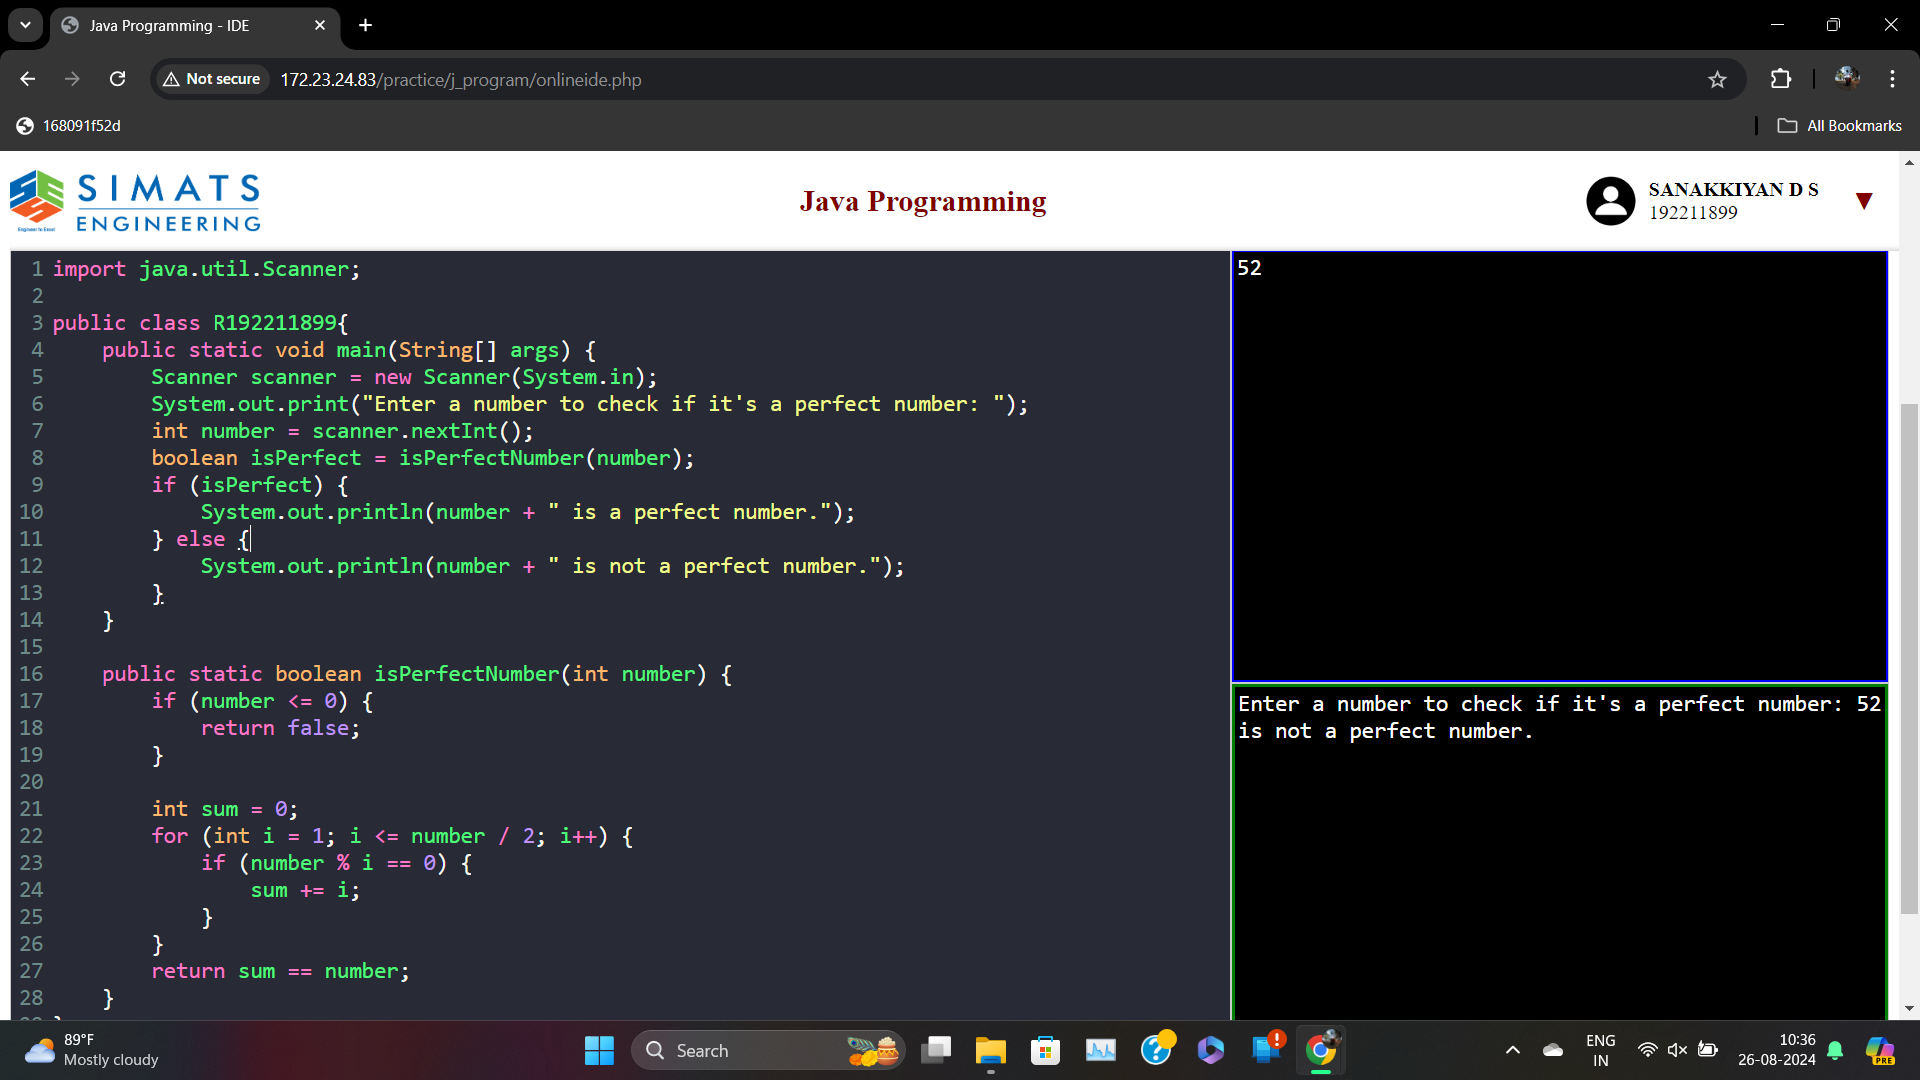 Java Programming - IDE
Not secure 172.23.24.83/practice/j_program/onlineide.php
168091f52d
All Bookmarks
SIMATS
ENGINEERING
Engineer to Excel
Java Programming
SANAKKIYAN D S
192211899
1 import java.util.Scanner;
2
3 public class R192211899{
4     public static void main(String[] args) {
5         Scanner scanner = new Scanner(System.in);
6         System.out.print("Enter a number to check if it's a perfect number: ");
7         int number = scanner.nextInt();
8         boolean isPerfect = isPerfectNumber(number);
9         if (isPerfect) {
10             System.out.println(number + " is a perfect number.");
11         } else {
12             System.out.println(number + " is not a perfect number.");
13         }
14     }
15
16     public static boolean isPerfectNumber(int number) {
17         if (number <= 0) {
18             return false;
19         }
20
21         int sum = 0;
22         for (int i = 1; i <= number / 2; i++) {
23             if (number % i == 0) {
24                 sum += i;
25             }
26         }
27         return sum == number;
28     }
52
Enter a number to check if it's a perfect number: 52
is not a perfect number.
89°F
Mostly cloudy
Search
PRE
ENG
IN
10:36
26-08-2024